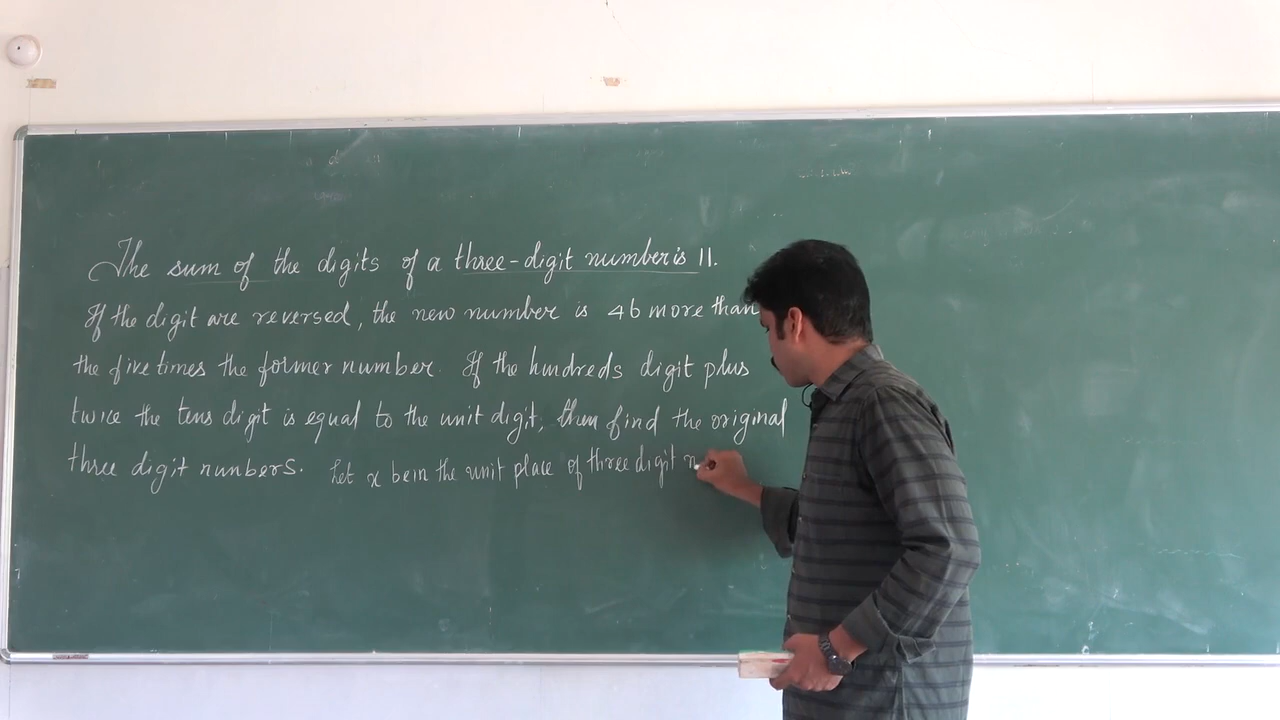 The sum of the digits of a three-digit number is 11.
If the digit are reversed, the new number is 46 more than
the five times the former number. If the hundreds digit plus
twice the tens digit is equal to the unit digit, then find the original
three digit numbers. Let x be in the unit place of three digit n